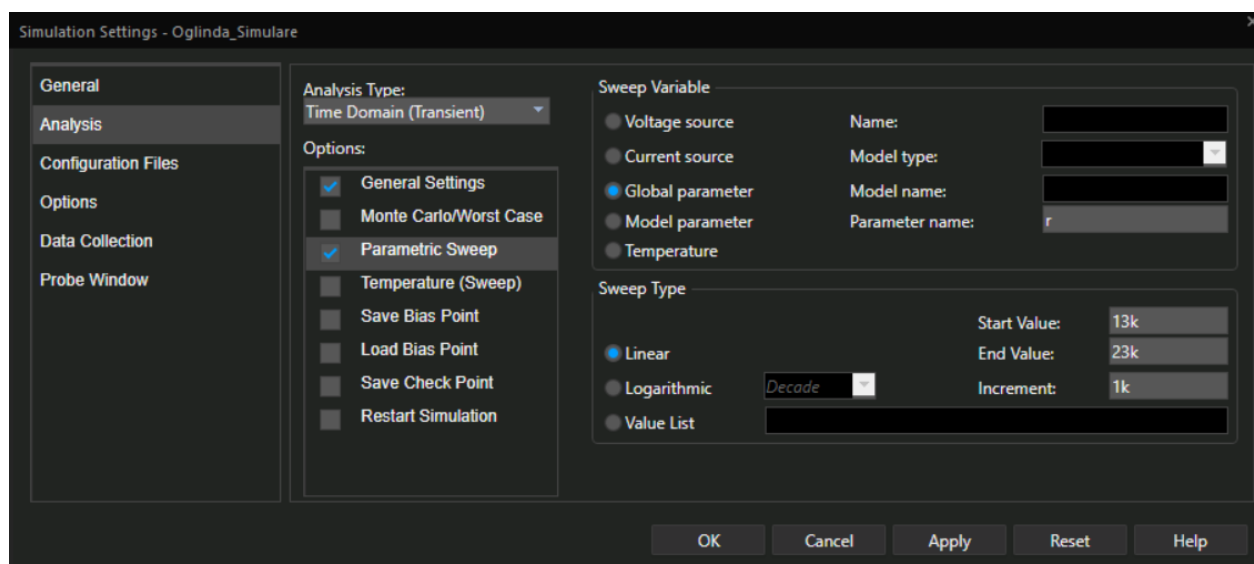 Simulation Settings - Oglinda_Simulare
General
Analysis
Configuration Files
Options
Data Collection
Probe Window
Analysis Type:
Time Domain (Transient)
Options:
General Settings
Monte Carlo/Worst Case
Parametric Sweep
Temperature (Sweep)
Save Bias Point
Load Bias Point
Save Check Point
Restart Simulation
Sweep Variable
Voltage source Name:
Current source Model type:
Global parameter Model name:
Model parameter Parameter name: r
Temperature
Sweep Type
Start Value: 13k
Linear End Value: 23k
Logarithmic Decade Increment: 1k
Value List
OK Cancel Apply Reset Help